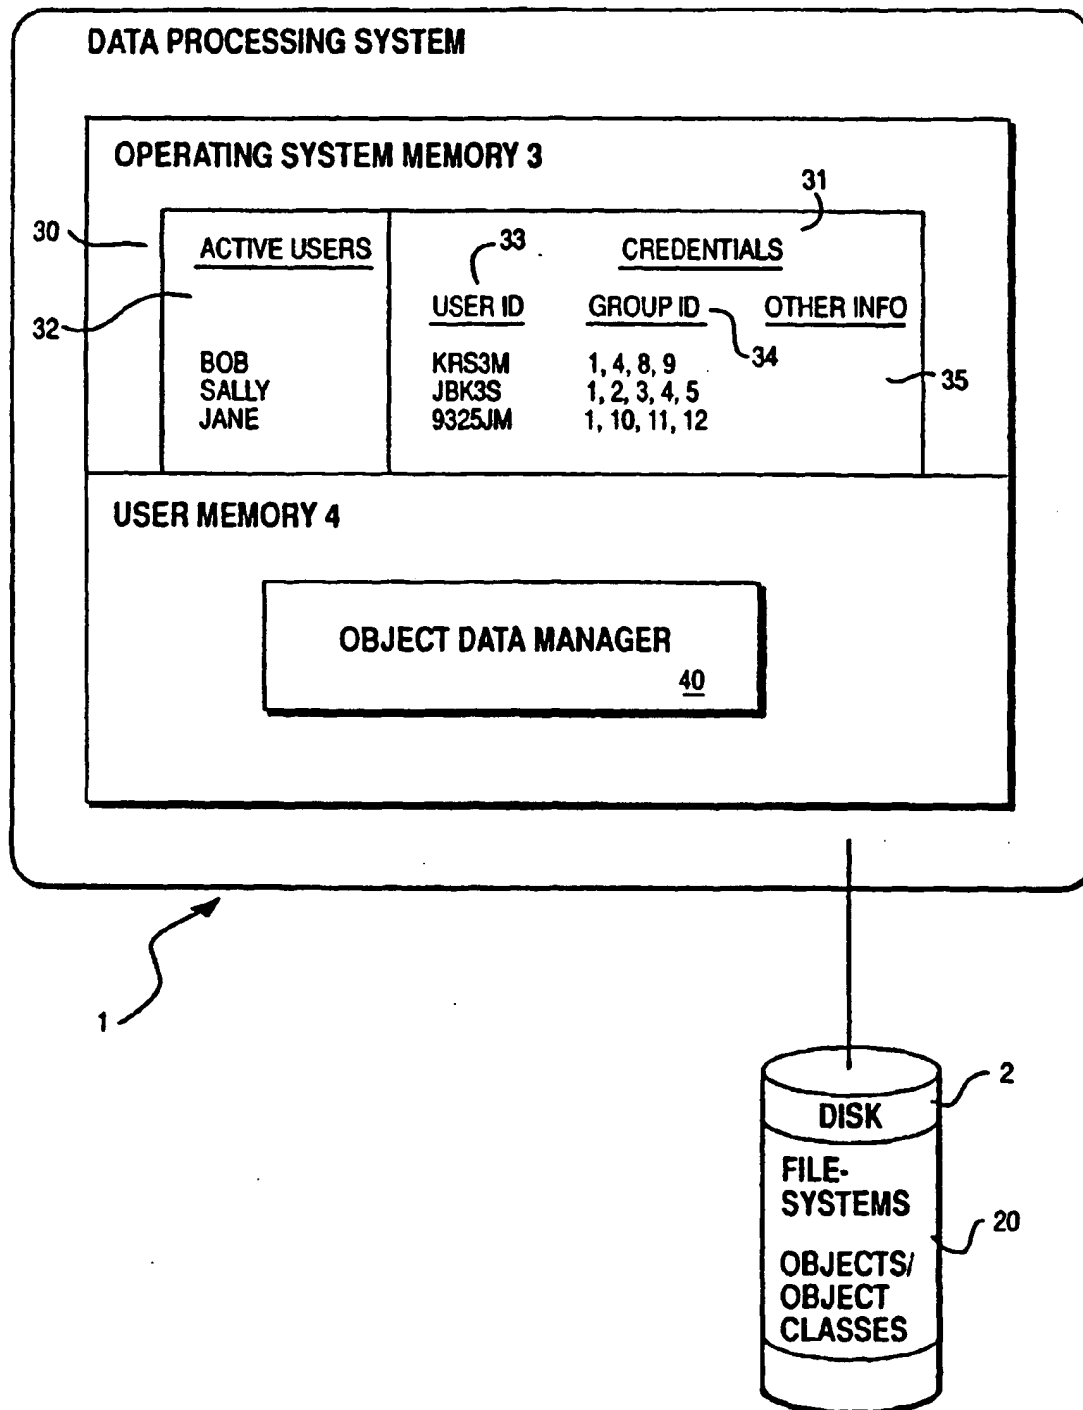 DATA PROCESSING SYSTEM
OPERATING SYSTEM MEMORY 3
31
30
ACTIVE USERS
33
CREDENTIALS
32
USER ID
GROUP ID
OTHER INFO
34
35
BOB KRS3M 1, 4, 8, 9
SALLY JBK3S 1, 2, 3, 4, 5
JANE 9325JM 1, 10, 11, 12
USER MEMORY 4
OBJECT DATA MANAGER
40
1
2
DISK
FILE-
SYSTEMS
20
OBJECTS/
OBJECT
CLASSES